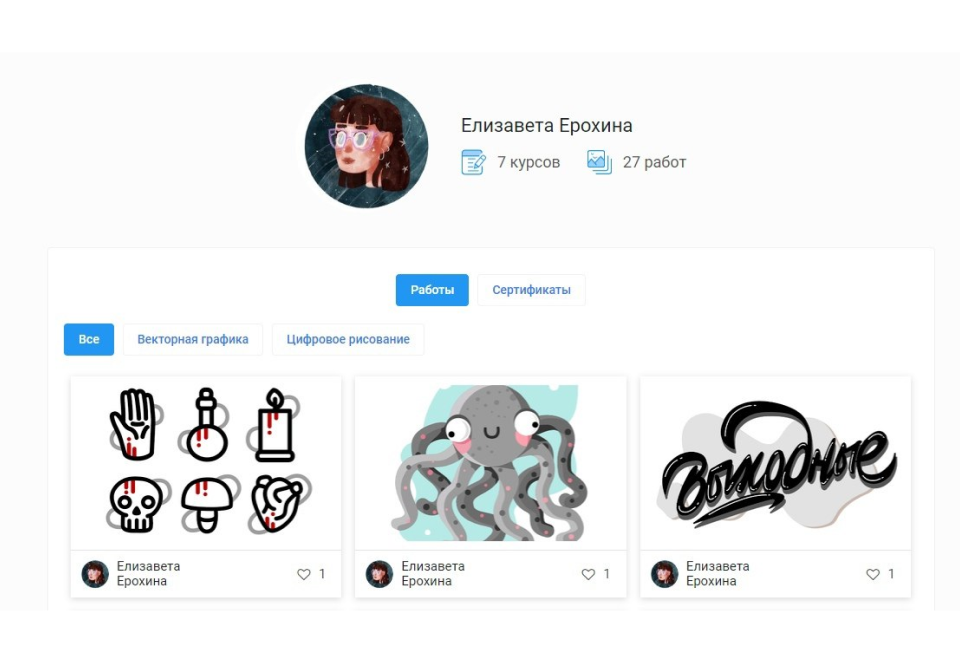 Елизавета Ерохина
7 курсов 27 работ
Работы Сертификаты
Все Векторная графика Цифровое рисование
Выходные
Елизавета
Ерохина
1
Елизавета
Ерохина
1
Елизавета
Ерохина
1